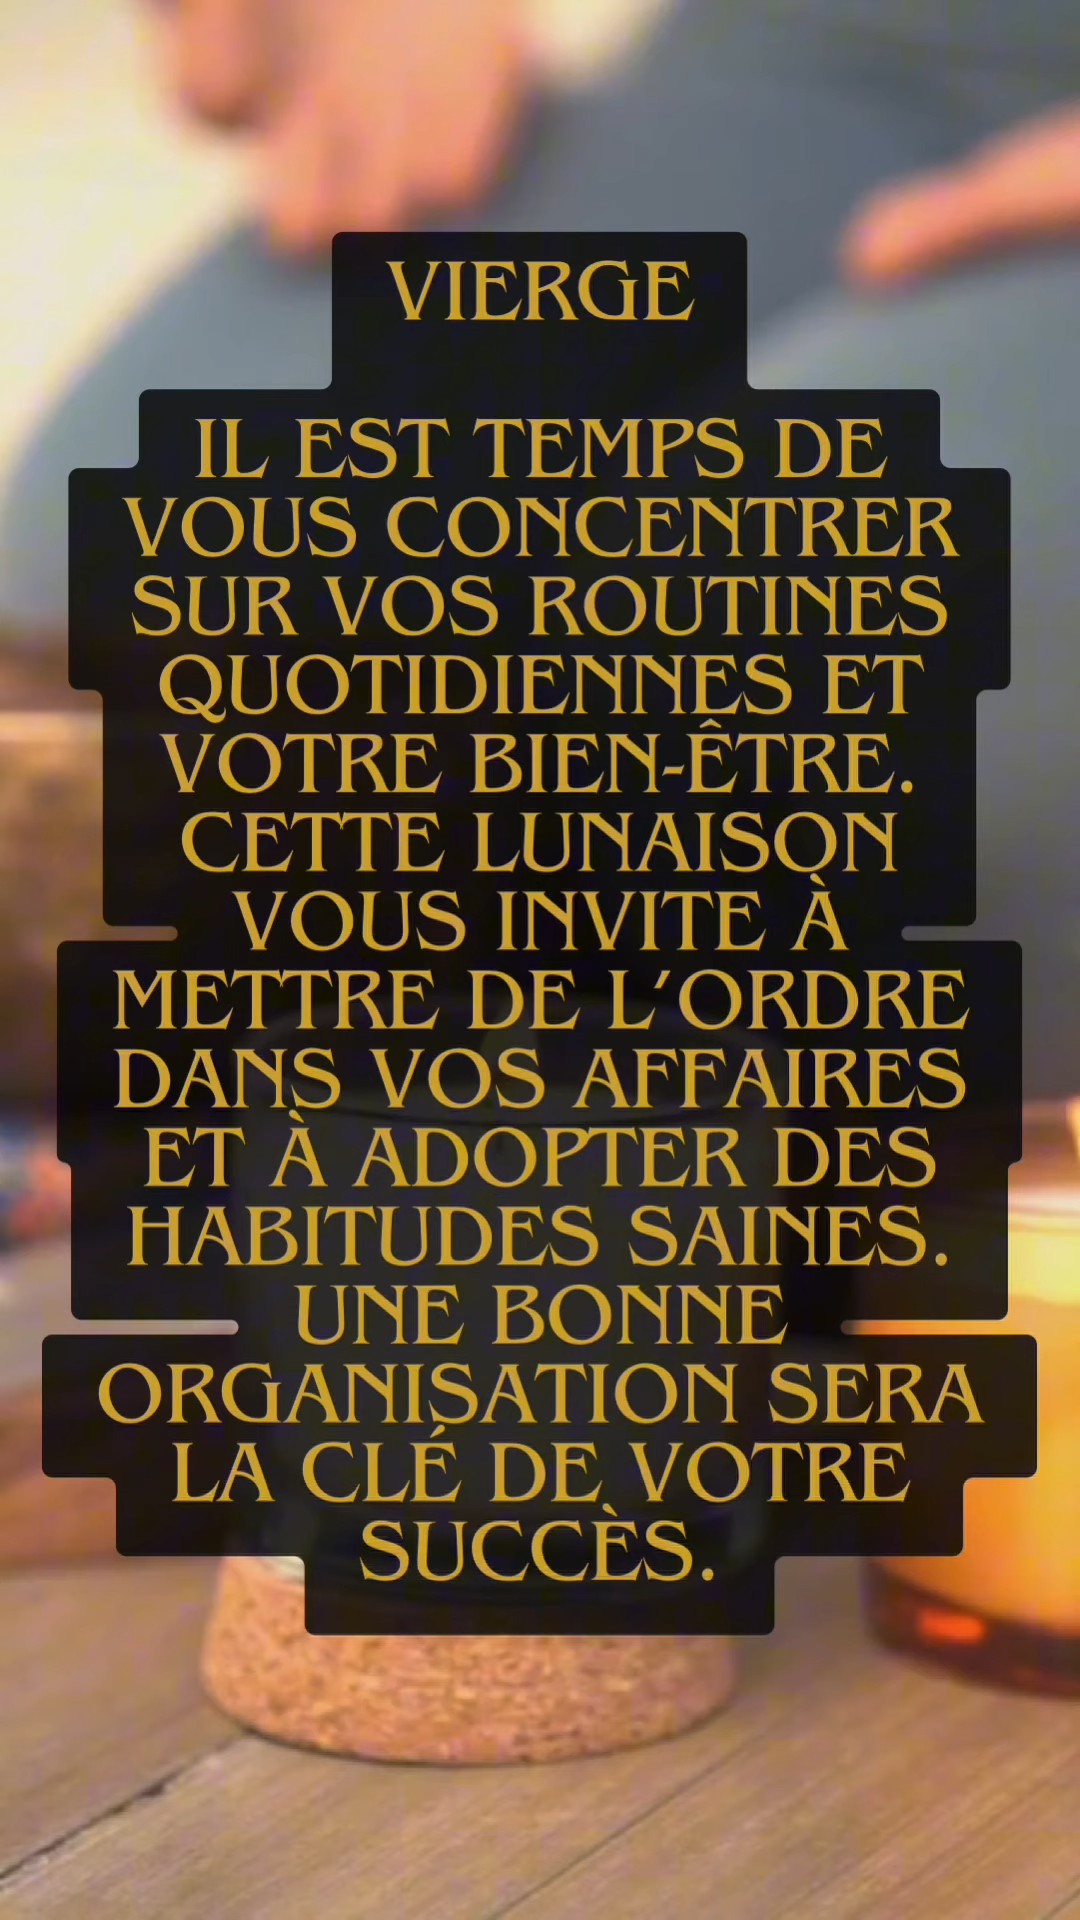 VIERGE
IL EST TEMPS DE
VOUS CONCENTRER
SUR VOS ROUTINES
QUOTIDIENNES ET
VOTRE BIEN-ÊTRE.
CETTE LUNAISON
VOUS INVITE À
METTRE DE L’ORDRE
DANS VOS AFFAIRES
ET À ADOPTER DES
HABITUDES SAINES.
UNE BONNE
ORGANISATION SERA
LA CLÉ DE VOTRE
SUCCÈS.